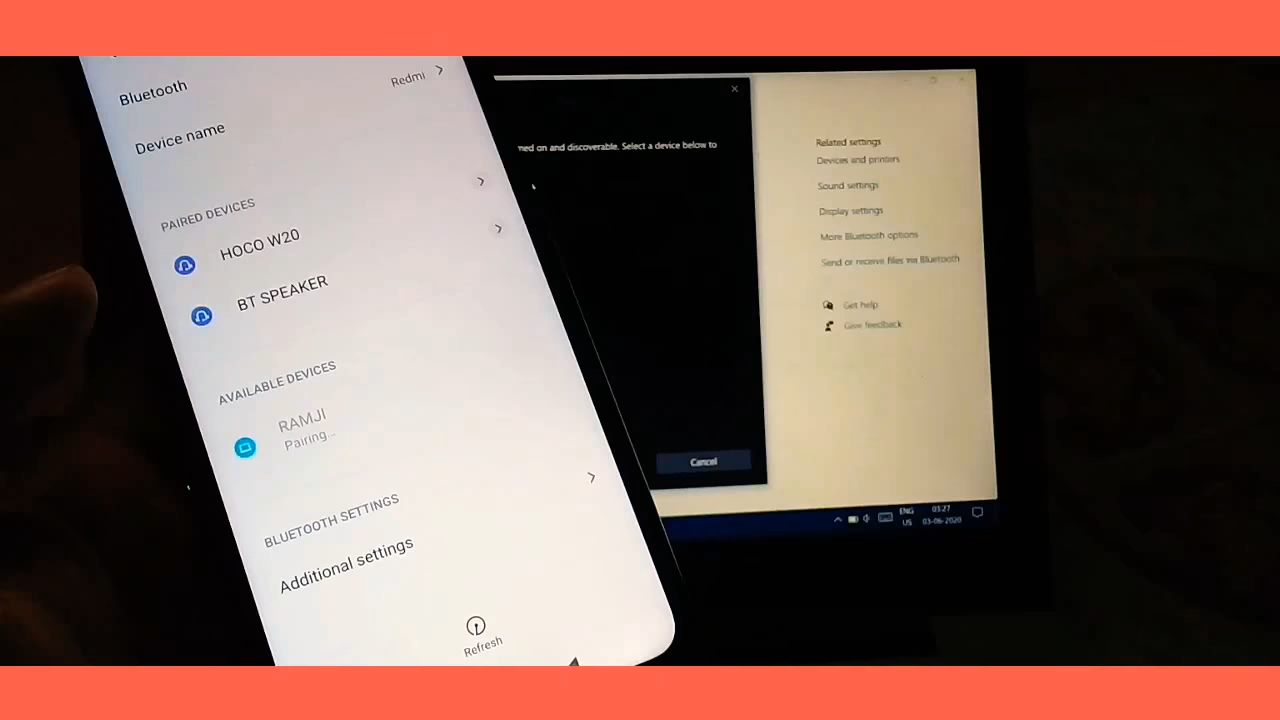 Bluetooth
Redmi
Device name
PAIRED DEVICES
HOCO W20
BT SPEAKER
AVAILABLE DEVICES
RAMJI
Pairing...
BLUETOOTH SETTINGS
Additional settings
Refresh
on and discoverable. Select a device below to
Cancel
Related settings
Devices and printers
Sound settings
Display settings
More Bluetooth options
Send or receive files via Bluetooth
Get help
Give feedback
ENG
US
03:27
03-06-2020